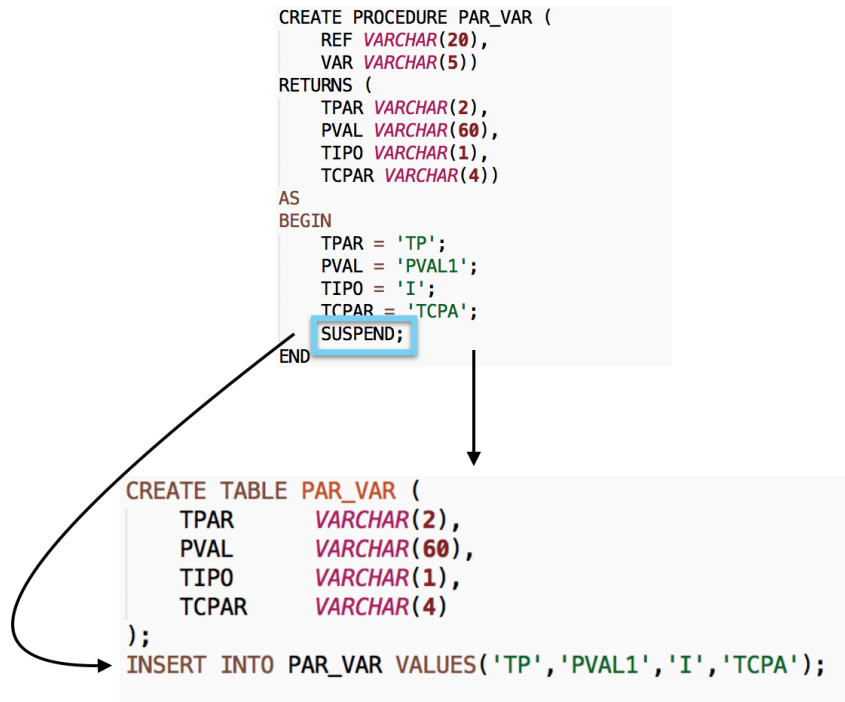 CREATE PROCEDURE PAR_VAR (
REF VARCHAR(20),
VAR VARCHAR(5))
RETURNS (
TPAR VARCHAR(2),
PVAL VARCHAR(60),
TIPO VARCHAR(1),
TCPAR VARCHAR(4))
AS
BEGIN
TPAR = 'TP';
PVAL = 'PVAL1';
TIPO = 'I';
TCPAR = 'TCPA';
SUSPEND;
END
CREATE TABLE PAR_VAR (
TPAR VARCHAR(2),
PVAL VARCHAR(60),
TIPO VARCHAR(1),
TCPAR VARCHAR(4)
);
INSERT INTO PAR_VAR VALUES('TP','PVAL1','I','TCPA');